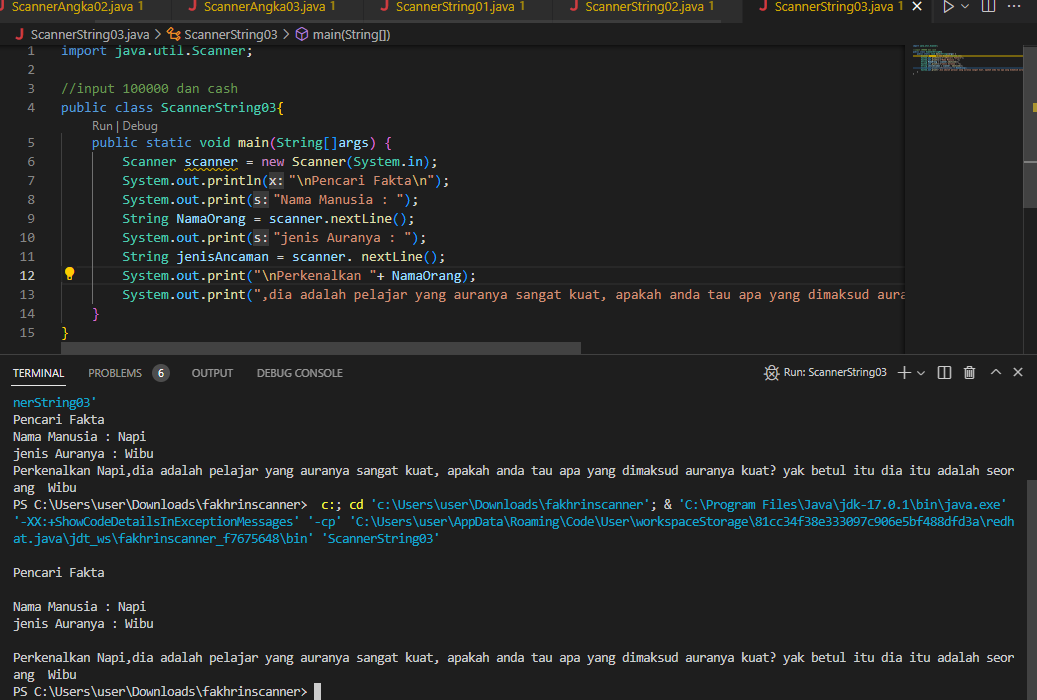 ScannerAngka02.java 1 ScannerAngka03.java 1 ScannerString01.java 1 ScannerString02.java 1 ScannerString03.java 1
ScannerString03.java > ScannerString03 > main(String[])
1 import java.util.Scanner;
2
3 //input 100000 dan cash
4 public class ScannerString03{
Run | Debug
5 public static void main(String[]args) {
6 Scanner scanner = new Scanner(System.in);
7 System.out.println(x: "\nPencari Fakta\n");
8 System.out.print(s: "Nama Manusia : ");
9 String NamaOrang = scanner.nextLine();
10 System.out.print(s: "jenis Auranya : ");
11 String jenisAncaman = scanner. nextLine();
12 System.out.print("\nPerkenalkan "+ NamaOrang);
13 System.out.print(",dia adalah pelajar yang auranya sangat kuat, apakah anda tau apa yang dimaksud aura
14 }
15 }
TERMINAL PROBLEMS 6 OUTPUT DEBUG CONSOLE Run: ScannerString03
nerString03'
Pencari Fakta
Nama Manusia : Napi
jenis Auranya : Wibu
Perkenalkan Napi,dia adalah pelajar yang auranya sangat kuat, apakah anda tau apa yang dimaksud auranya kuat? yak betul itu dia itu adalah seor
ang  Wibu
PS C:\Users\user\Downloads\fakhrinscanner>  c:; cd 'c:\Users\user\Downloads\fakhrinscanner'; & 'C:\Program Files\Java\jdk-17.0.1\bin\java.exe'
'-XX:+ShowCodeDetailsInExceptionMessages' '-cp' 'C:\Users\user\AppData\Roaming\Code\User\workspaceStorage\81cc34f38e333097c906e5bf488dfd3a\redh
at.java\jdt_ws\fakhrinscanner_f7675648\bin' 'ScannerString03'
Pencari Fakta
Nama Manusia : Napi
jenis Auranya : Wibu
Perkenalkan Napi,dia adalah pelajar yang auranya sangat kuat, apakah anda tau apa yang dimaksud auranya kuat? yak betul itu dia itu adalah seor
ang  Wibu
PS C:\Users\user\Downloads\fakhrinscanner>